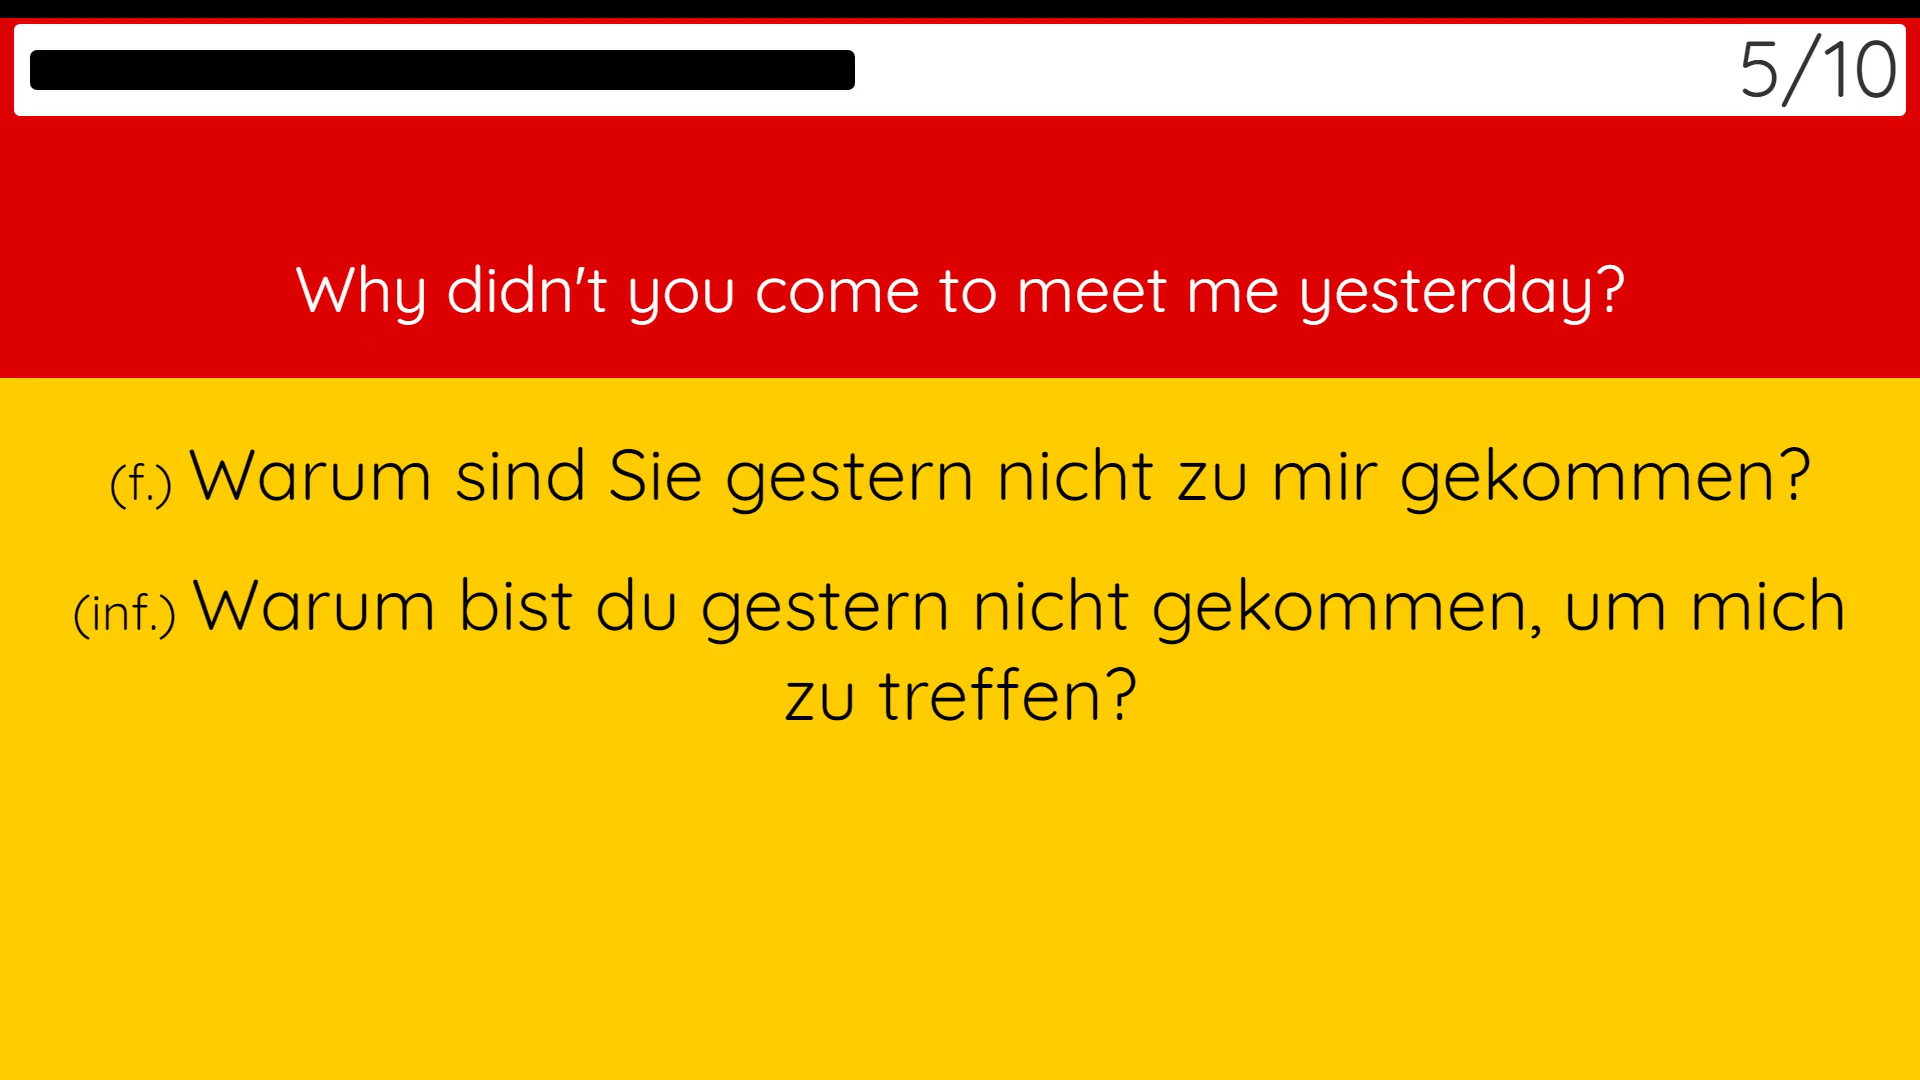 5/10
Why didn't you come to meet me yesterday?
(f.) Warum sind Sie gestern nicht zu mir gekommen?
(inf.) Warum bist du gestern nicht gekommen, um mich
zu treffen?